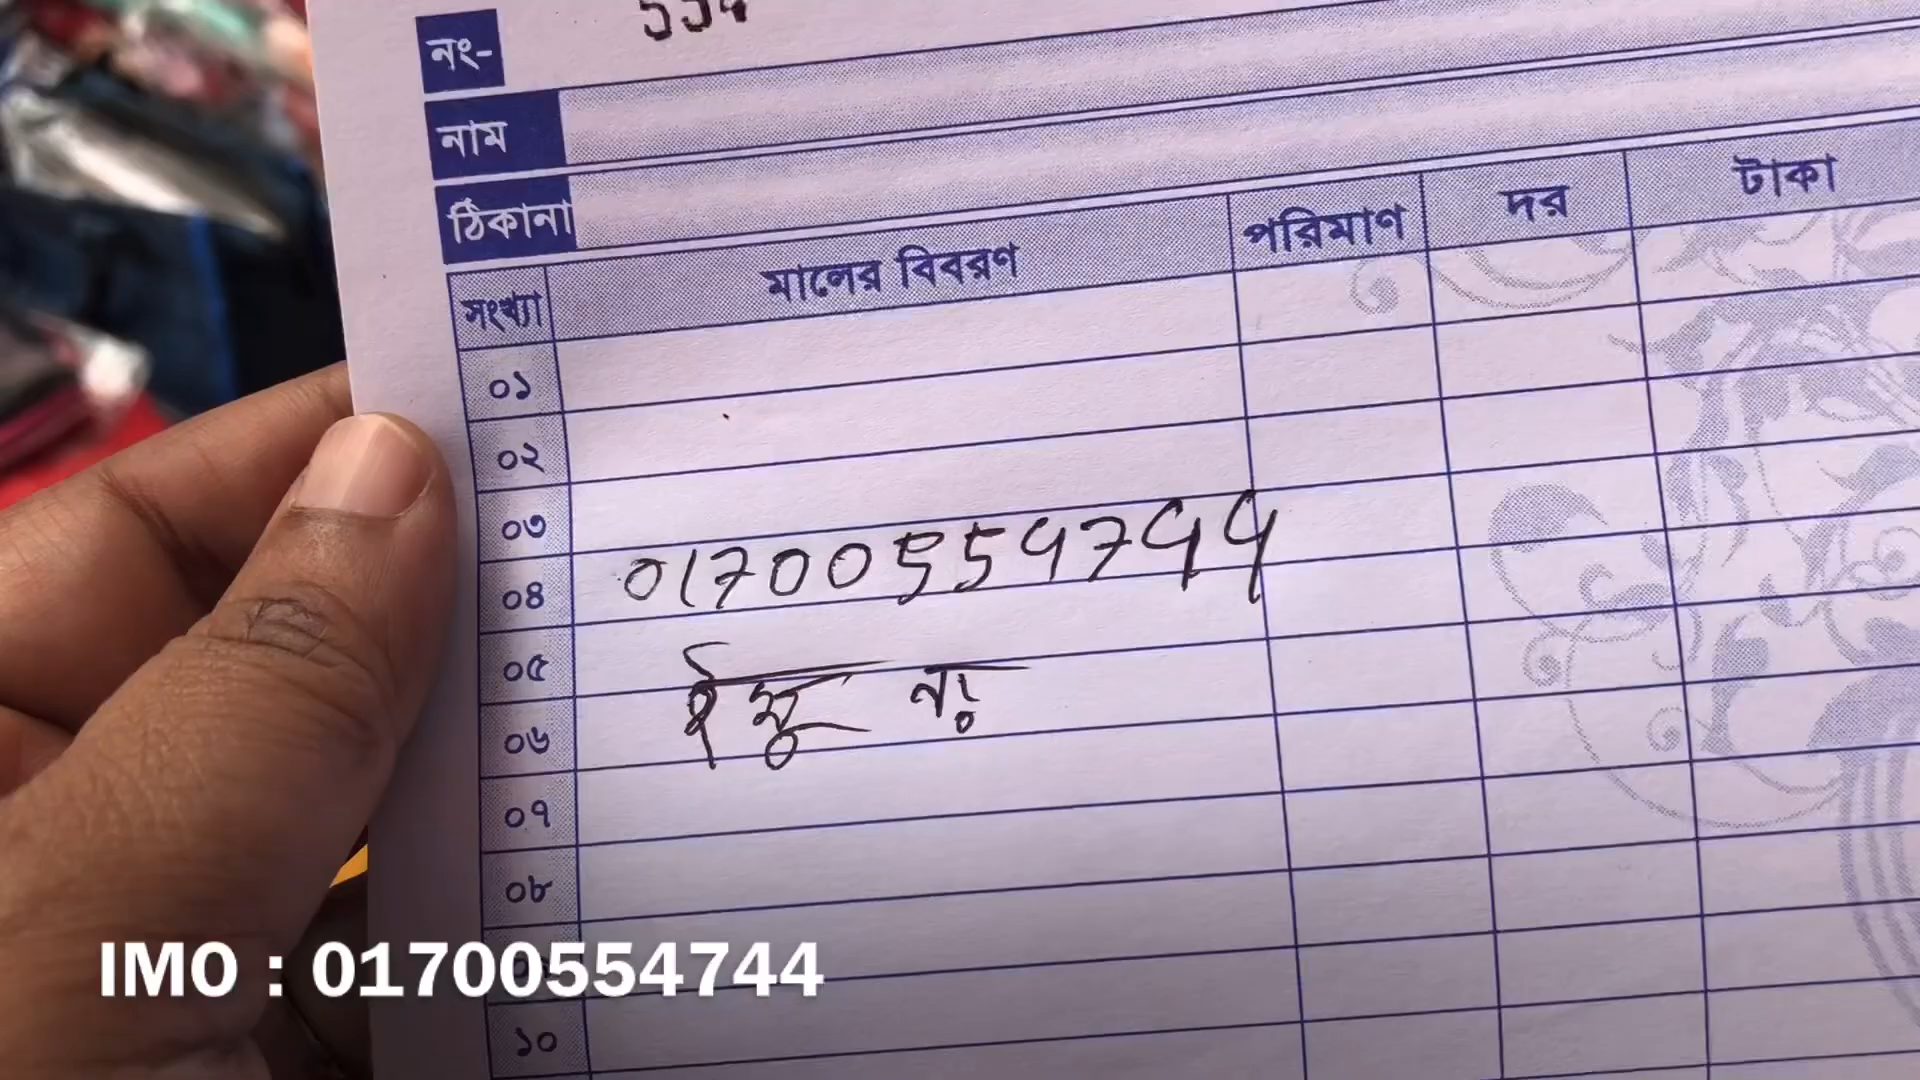 নং-
নাম
ঠিকানা
সংখ্যা মালের বিবরণ পরিমাণ দর টাকা
০১
০২
০৩
০৪ 01700554744
০৫
০৬ ইমু নং
০৭
০৮
IMO : 01700554744
১০